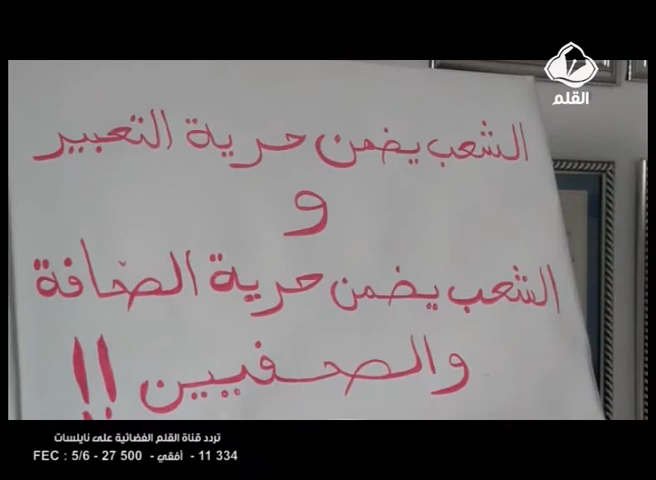 القلم
الشعب يضمن حرية التعبير
و
الشعب يضمن حرية الصحافة
والصحفيين !!
تردد قناة القلم الفضائية على نايلسات
FEC : 5/6 - 27 500 - أفقي - 11 334